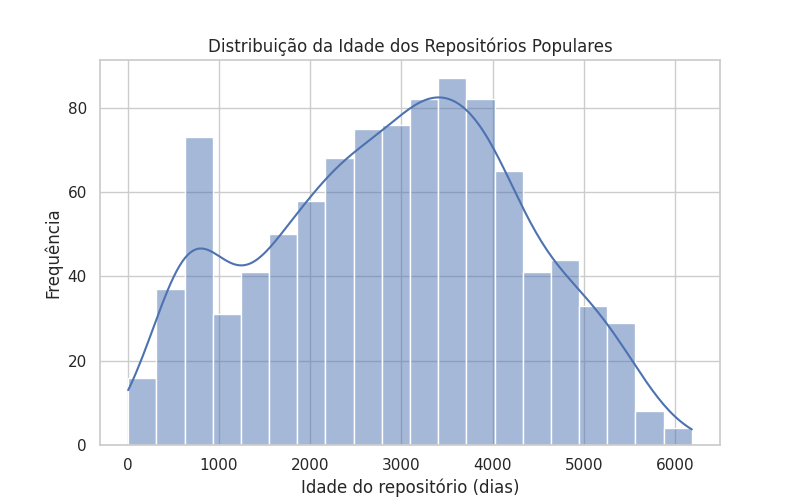 Distribuição da Idade dos Repositórios Populares
Frequência
80
60
40
20
0
0 1000 2000 3000 4000 5000 6000
Idade do repositório (dias)